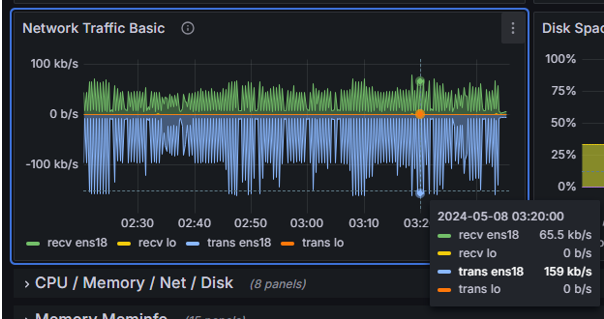 Network Traffic Basic
Disk Spac
100 kb/s
0 b/s
-100 kb/s
02:30 02:40 02:50 03:00 03:10 03:2
recv ens18 recv lo trans ens18 trans lo
100%
75%
50%
25%
0%
2024-05-08 03:20:00
recv ens18 65.5 kb/s
recv lo 0 b/s
trans ens18 159 kb/s
trans lo 0 b/s
CPU / Memory / Net / Disk (8 panels)
Memory Meminfo (15 panels)